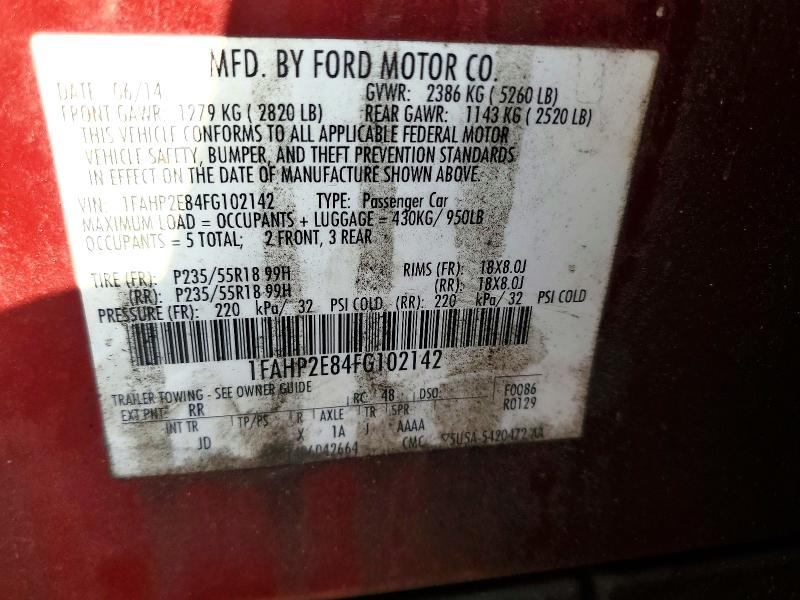 MFD. BY FORD MOTOR CO.
DATE 06/14 GVWR: 2386 KG ( 5260 LB)
FRONT GAWR: 1279 KG ( 2820 LB) REAR GAWR: 1143 KG ( 2520 LB)
THIS VEHICLE CONFORMS TO ALL APPLICABLE FEDERAL MOTOR
VEHICLE SAFETY, BUMPER, AND THEFT PREVENTION STANDARDS
IN EFFECT ON THE DATE OF MANUFACTURE SHOWN ABOVE.
VIN: 1FAHP2E84FG102142 TYPE: Passenger Car
MAXIMUM LOAD = OCCUPANTS + LUGGAGE = 430KG/ 950LB
OCCUPANTS = 5 TOTAL; 2 FRONT, 3 REAR
TIRE (FR): P235/55R18 99H RIMS (FR): 18X8.0J
(RR): P235/55R18 99H (RR): 18X8.0J
PRESSURE (FR): 220 kPa/ 32 PSI COLD (RR): 220 kPa/ 32 PSI COLD
1FAHP2E84FG102142
TRAILER TOWING - SEE OWNER GUIDE RC: 48 DSO: F0086
EXT PNT: RR R0129
INT TR TP/PS R AXLE TR SPR
JD X 1A J AAAA
CMC